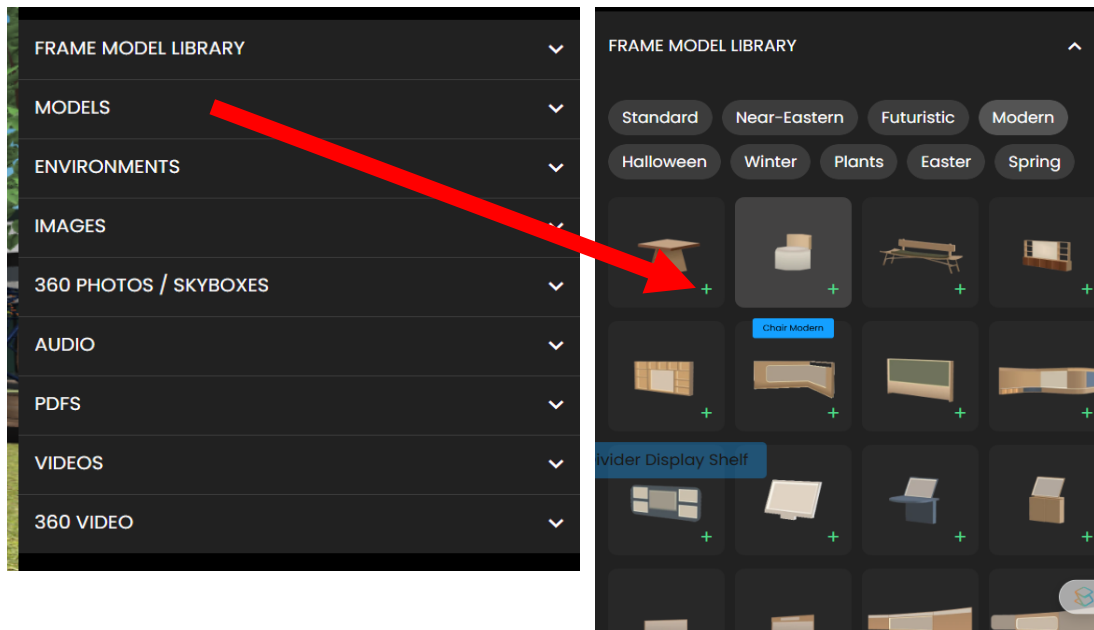 FRAME MODEL LIBRARY
MODELS
ENVIRONMENTS
IMAGES
360 PHOTOS / SKYBOXES
AUDIO
PDFS
VIDEOS
360 VIDEO
FRAME MODEL LIBRARY
Standard Near-Eastern Futuristic Modern
Halloween Winter Plants Easter Spring
Chair Modern
ivider Display Shelf